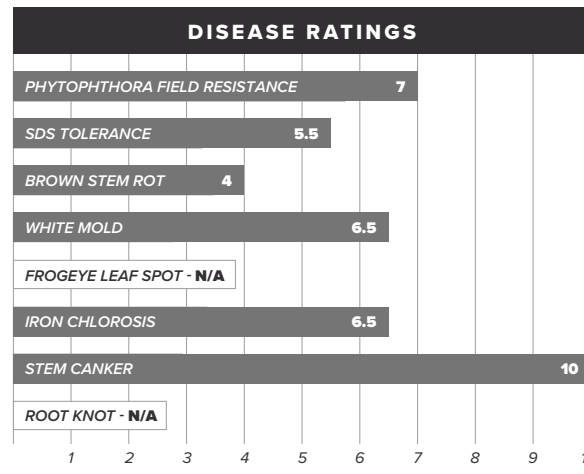 DISEASE RATINGS
PHYTOPHTHORA FIELD RESISTANCE 7
SDS TOLERANCE 5.5
BROWN STEM ROT 4
WHITE MOLD 6.5
FROGEYE LEAF SPOT - N/A
IRON CHLOROSIS 6.5
STEM CANKER 10
ROOT KNOT - N/A
1 2 3 4 5 6 7 8 9